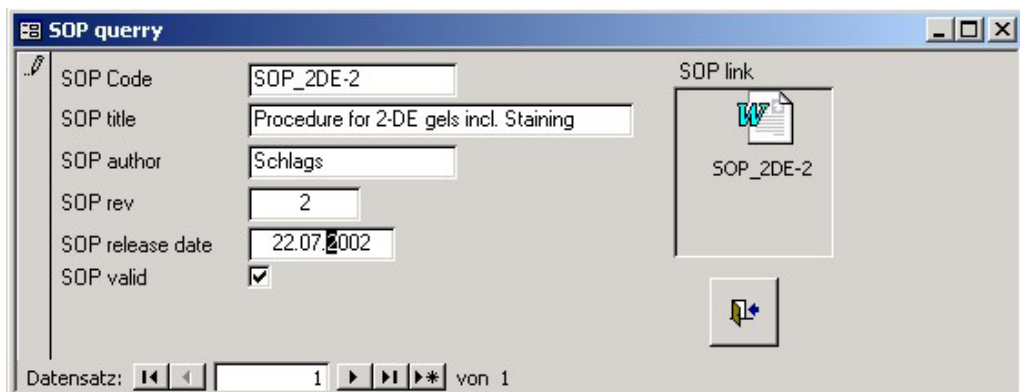 SOP querry
SOP Code SOP_2DE-2
SOP title Procedure for 2-DE gels incl. Staining
SOP author Schlags
SOP rev 2
SOP release date 22.07.2002
SOP valid
SOP link
W
SOP_2DE-2
Datensatz: 1 von 1